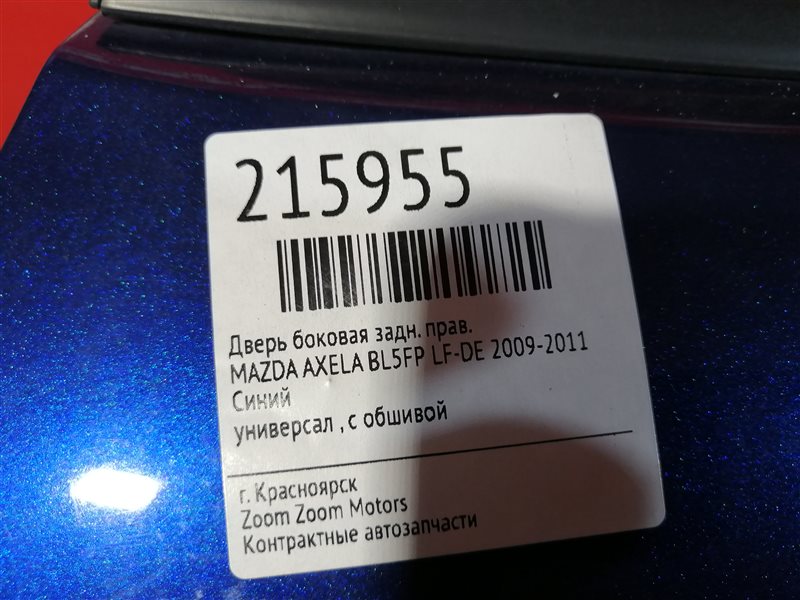 215955
Дверь боковая задн. прав.
MAZDA AXELA BL5FP LF-DE 2009-2011
Синий
универсал , с обшивой
г. Красноярск
Zoom Zoom Motors
Контрактные автозапчасти